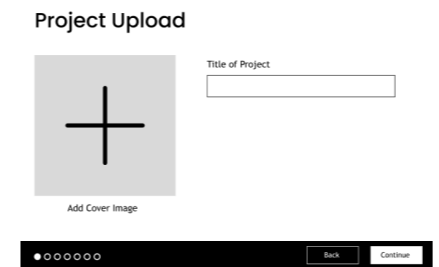 Project Upload
Title of Project
Add Cover Image
Back
Continue